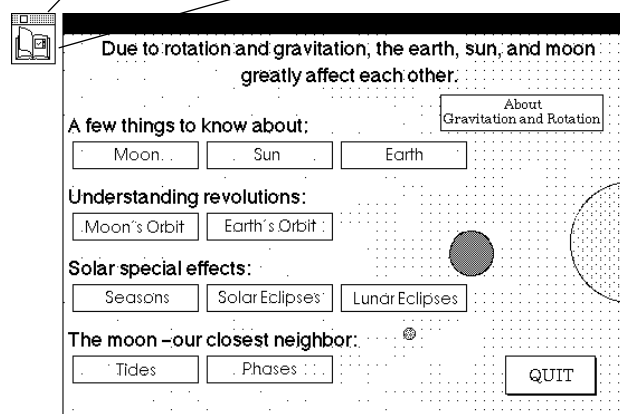 Due to rotation and gravitation, the earth, sun, and moon
greatly affect each other.
About
Gravitation and Rotation
A few things to know about:
Moon Sun Earth
Understanding revolutions:
Moon's Orbit Earth's Orbit
Solar special effects:
Seasons Solar Eclipses Lunar Eclipses
The moon –our closest neighbor:
Tides Phases
QUIT